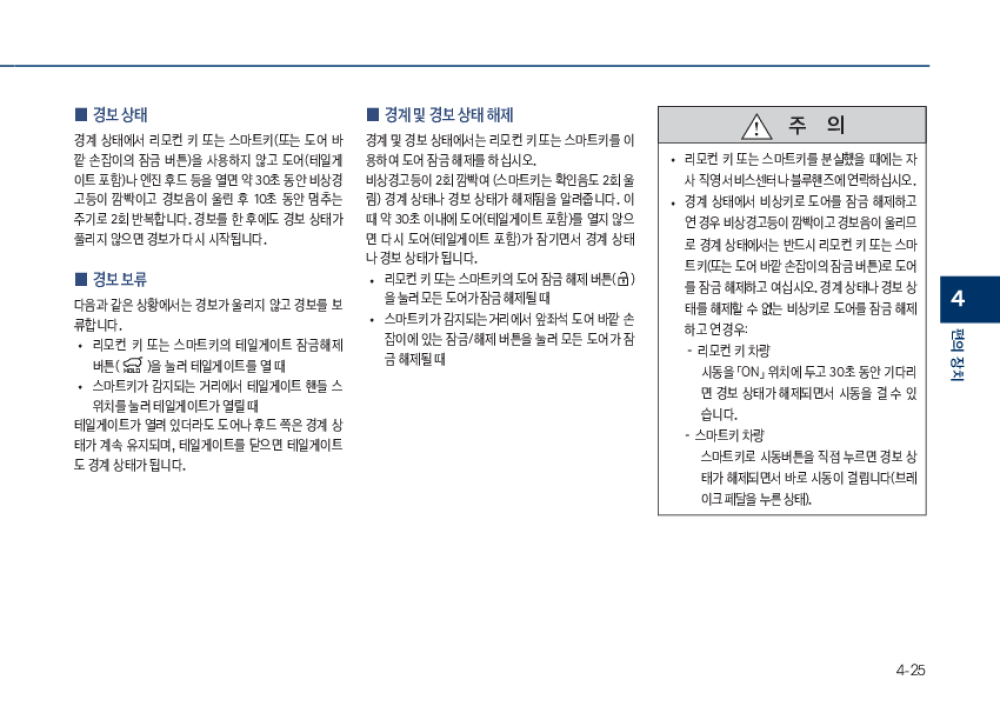 ■ 경보 상태
경계 상태에서 리모컨 키 또는 스마트키(또는 도어 바
깥 손잡이의 잠금 버튼)을 사용하지 않고 도어(테일게
이트 포함)나 엔진 후드 등을 열면 약 30초 동안 비상경
고등이 깜빡이고 경보음이 울린 후 10초 동안 멈추는
주기로 2회 반복합니다. 경보를 한 후에도 경보 상태가
풀리지 않으면 경보가 다시 시작됩니다.
■ 경보 보류
다음과 같은 상황에서는 경보가 울리지 않고 경보를 보
류합니다.
• 리모컨 키 또는 스마트키의 테일게이트 잠금해제
버튼( )을 눌러 테일게이트를 열 때
• 스마트키가 감지되는 거리에서 테일게이트 핸들 스
위치를 눌러 테일게이트가 열릴 때
테일게이트가 열려 있더라도 도어나 후드 쪽은 경계 상
태가 계속 유지되며, 테일게이트를 닫으면 테일게이트
도 경계 상태가 됩니다.
■ 경계 및 경보 상태 해제
경계 및 경보 상태에서는 리모컨 키 또는 스마트키를 이
용하여 도어 잠금 해제를 하십시오.
비상경고등이 2회 깜빡여 (스마트키는 확인음도 2회 울
림) 경계 상태나 경보 상태가 해제됨을 알려줍니다. 이
때 약 30초 이내에 도어(테일게이트 포함)를 열지 않으
면 다시 도어(테일게이트 포함)가 잠기면서 경계 상태
나 경보 상태가 됩니다.
• 리모컨 키 또는 스마트키의 도어 잠금 해제 버튼( )
을 눌러 모든 도어가 잠금 해제될 때
• 스마트키가 감지되는 거리에서 앞좌석 도어 바깥 손
잡이에 있는 잠금/해제 버튼을 눌러 모든 도어가 잠
금 해제될 때
주 의
• 리모컨 키 또는 스마트키를 분실했을 때에는 자
사 직영 서비스센터나 블루핸즈에 연락하십시오.
• 경계 상태에서 비상키로 도어를 잠금 해제하고
연 경우 비상경고등이 깜빡이고 경보음이 울리므
로 경계 상태에서는 반드시 리모컨 키 또는 스마
트키(또는 도어 바깥 손잡이의 잠금 버튼)로 도어
를 잠금 해제하고 여십시오. 경계 상태나 경보 상
태를 해제할 수 없는 비상키로 도어를 잠금 해제
하고 연 경우:
- 리모컨 키 차량
시동을 「ON」 위치에 두고 30초 동안 기다리
면 경보 상태가 해제되면서 시동을 걸 수 있
습니다.
- 스마트키 차량
스마트키로 시동버튼을 직접 누르면 경보 상
태가 해제되면서 바로 시동이 걸립니다(브레
이크 페달을 누른 상태).
4
편의 장치
4-25